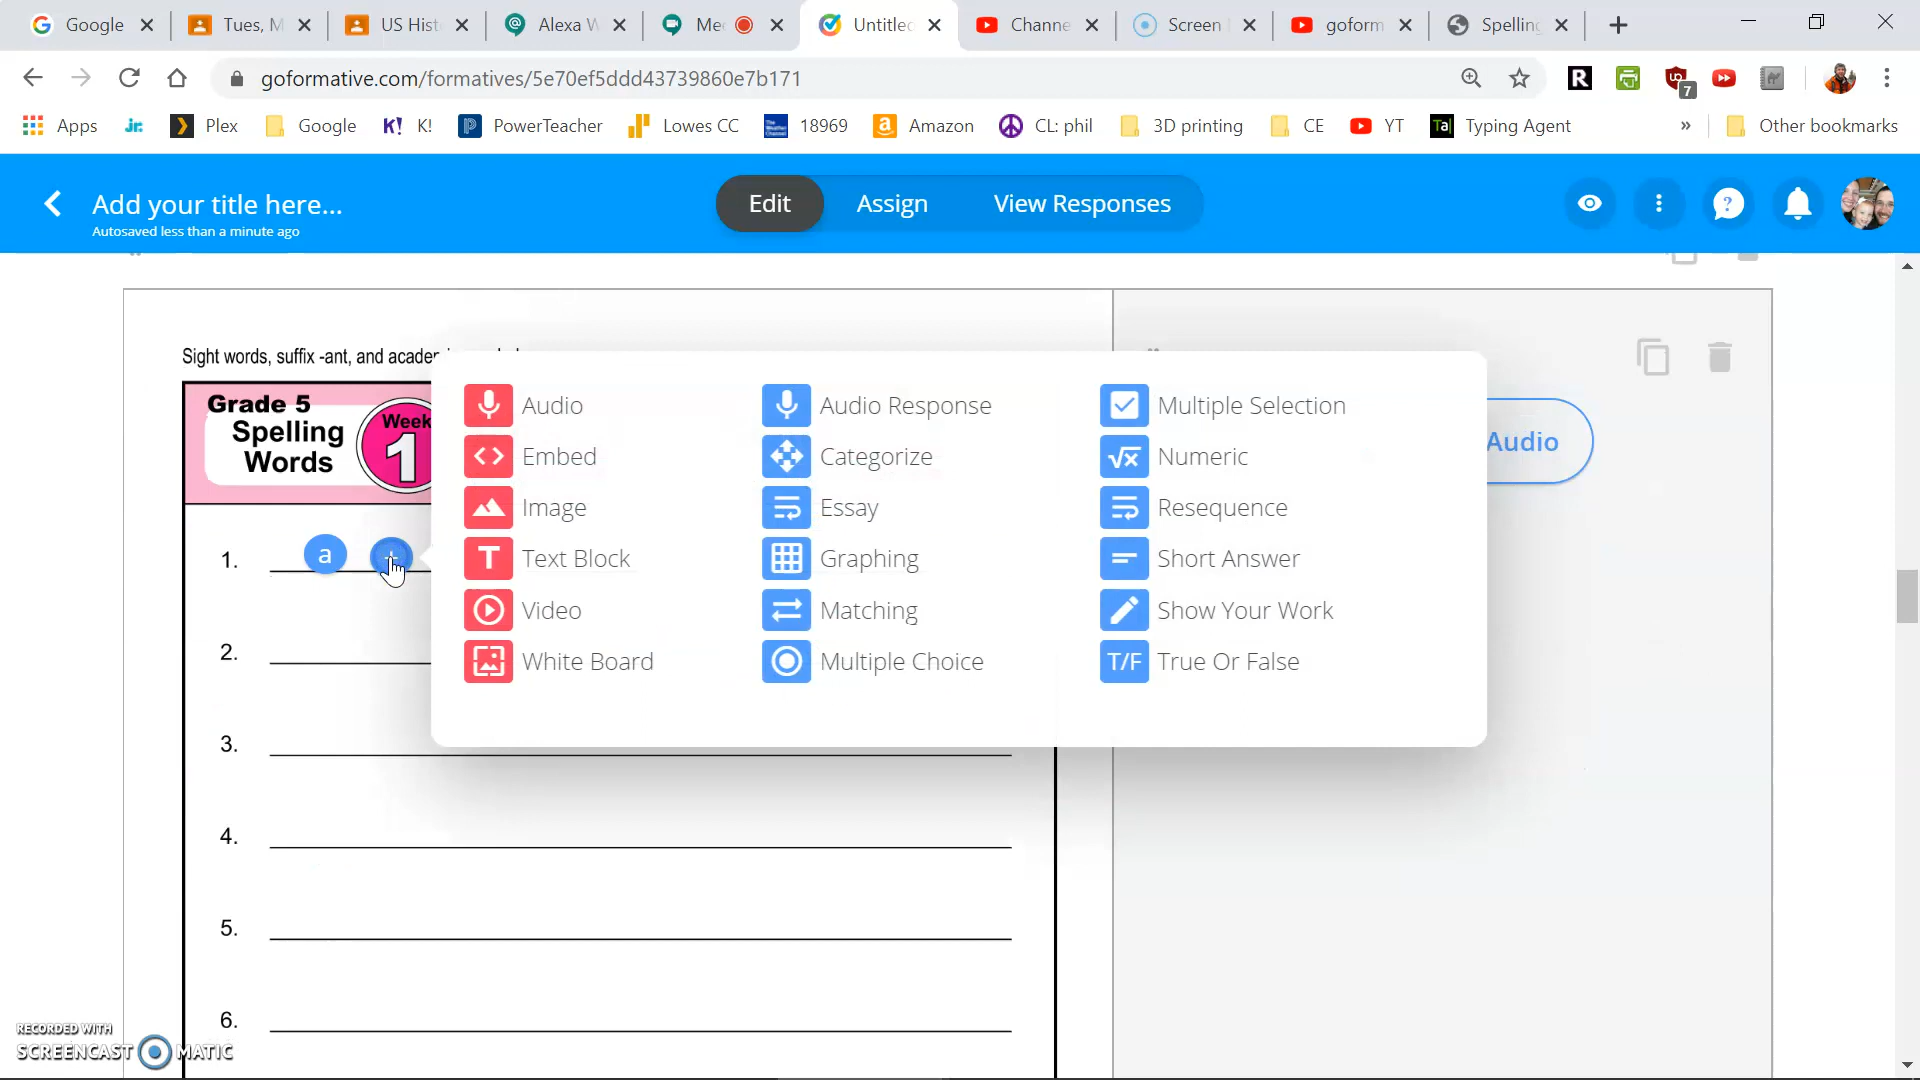 Google
Tues, M
US Hist
Alexa W
Mee
Untitled
Channe
Screen
goform
Spelling
goformative.com/formatives/5e70ef5ddd43739860e7b171
R
UO
7
Apps
jr.
Plex
Google
K!
K!
P
PowerTeacher
Lowes CC
18969
a
Amazon
CL: phil
3D printing
CE
YT
Ta
Typing Agent
»
Other bookmarks
Add your title here...
Autosaved less than a minute ago
Edit
Assign
View Responses
?
Sight words, suffix -ant, and
Grade 5
Spelling
Words
Week
1
Audio
Audio Response
Multiple Selection
Embed
Categorize
√x
Numeric
Image
Essay
Resequence
T
Text Block
Graphing
Short Answer
Video
Matching
Show Your Work
White Board
Multiple Choice
T/F
True Or False
Audio
1.
a
+
2.
3.
4.
5.
6.
RECORDED WITH
SCREENCAST MATIC